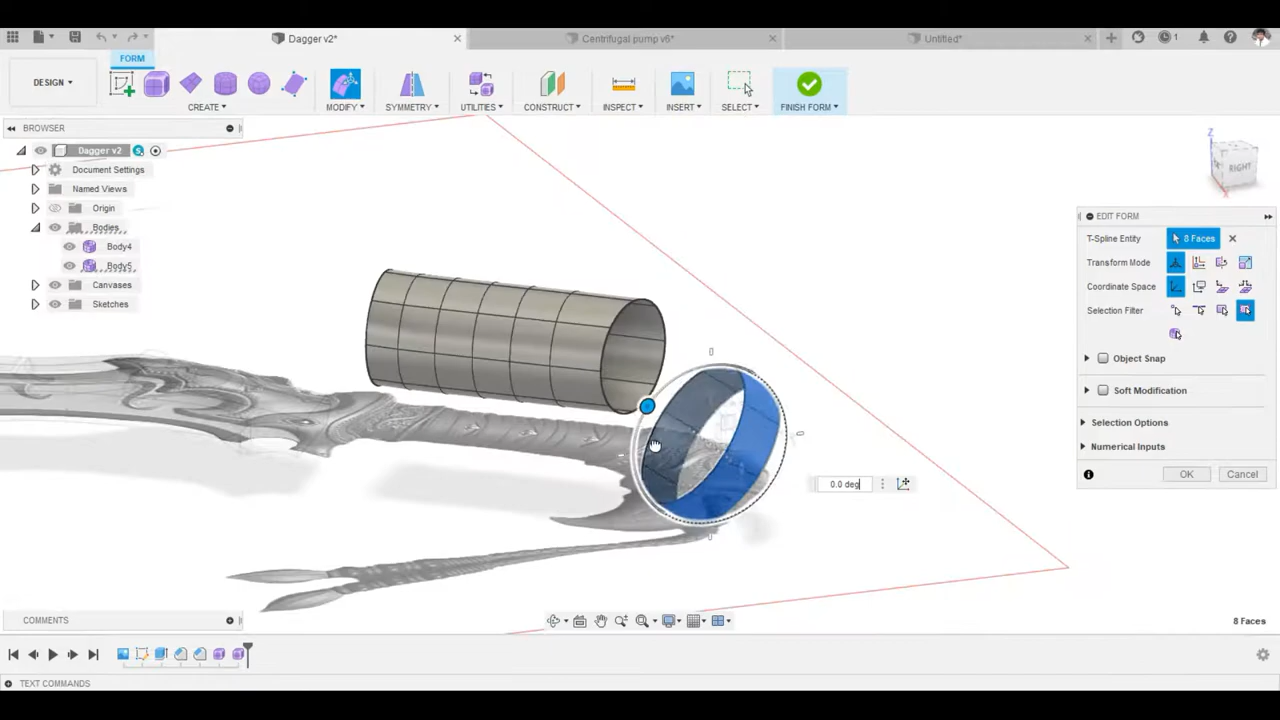 Dagger v2*
Centrifugal pump v6*
Untitled*
1
FORM
DESIGN
CREATE
MODIFY
SYMMETRY
UTILITIES
CONSTRUCT
INSPECT
INSERT
SELECT
FINISH FORM
BROWSER
Dagger v2
S
Document Settings
Named Views
Origin
Bodies
Body4
Body5
Canvases
Sketches
Z
RIGHT
X
EDIT FORM
T-Spline Entity
8 Faces
Transform Mode
Coordinate Space
Selection Filter
Object Snap
Soft Modification
Selection Options
Numerical Inputs
OK
Cancel
0.0 deg
COMMENTS
8 Faces
TEXT COMMANDS